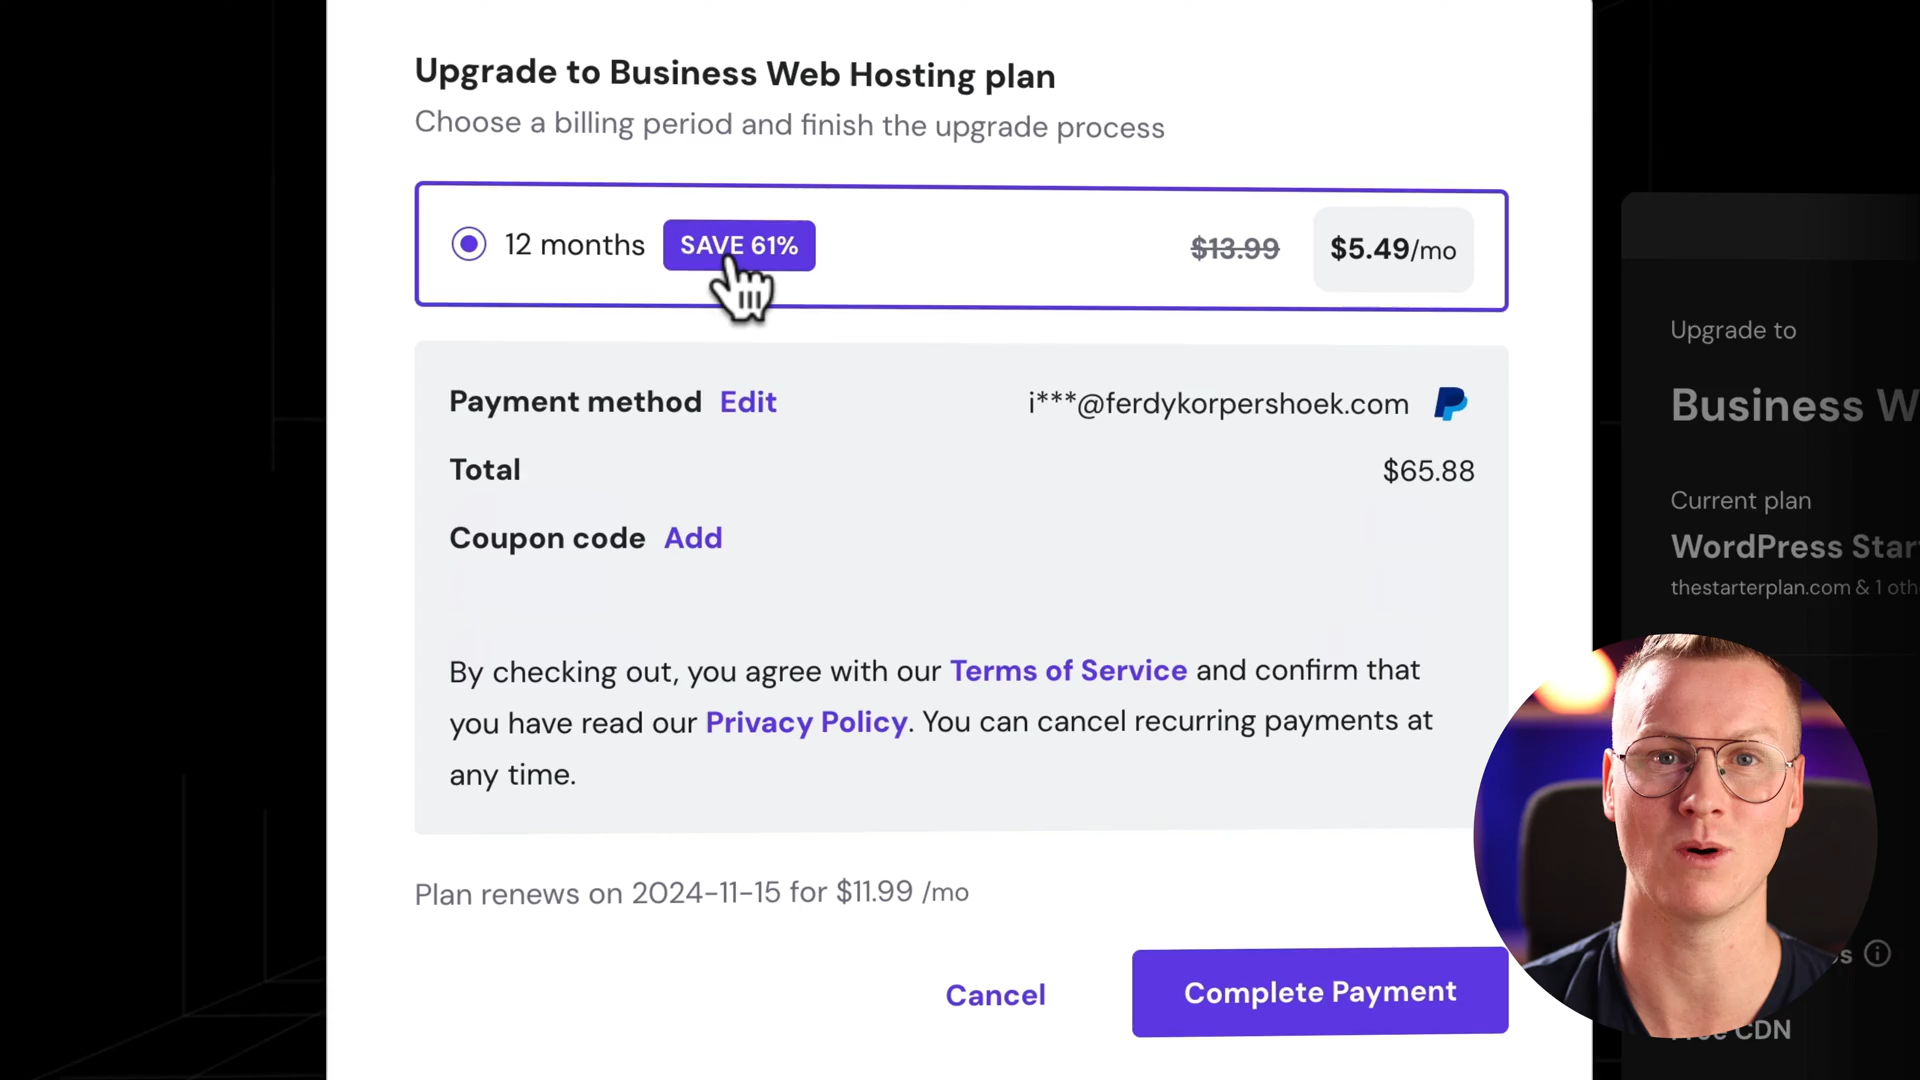 Upgrade to Business Web Hosting plan
Choose a billing period and finish the upgrade process
12 months SAVE 61% $13.99 $5.49/mo
Payment method Edit i***@ferdykorpershoek.com
Total $65.88
Coupon code Add
By checking out, you agree with our Terms of Service and confirm that
you have read our Privacy Policy. You can cancel recurring payments at
any time.
Plan renews on 2024-11-15 for $11.99 /mo
Cancel Complete Payment
Upgrade to
Business W
Current plan
WordPress Star
thestarterplan.com & 1 oth
CDN